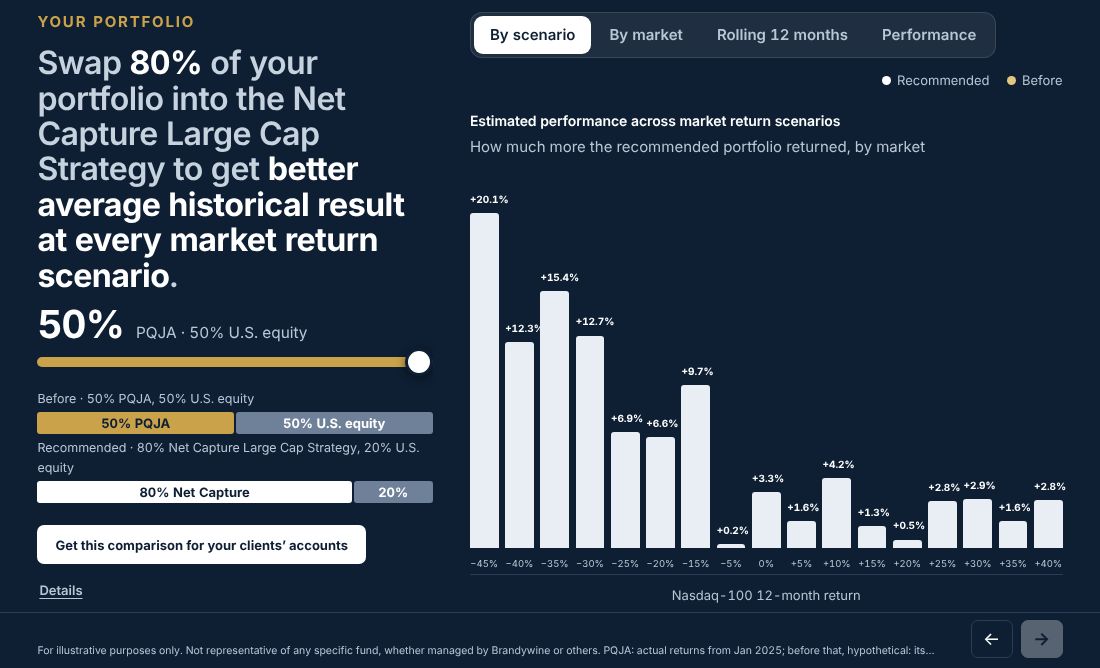 YOUR PORTFOLIO
Swap 80% of your
portfolio into the Net
Capture Large Cap
Strategy to get better
average historical result
at every market return
scenario.
50% PQJA · 50% U.S. equity
Before · 50% PQJA, 50% U.S. equity
50% PQJA 50% U.S. equity
Recommended · 80% Net Capture Large Cap Strategy, 20% U.S.
equity
80% Net Capture 20%
Get this comparison for your clients’ accounts
Details
By scenario By market Rolling 12 months Performance
Recommended Before
Estimated performance across market return scenarios
How much more the recommended portfolio returned, by market
+20.1% +12.3% +15.4% +12.7% +6.9% +6.6% +9.7% +0.2% +3.3% +1.6% +4.2% +1.3% +0.5% +2.8% +2.9% +1.6% +2.8%
−45% −40% −35% −30% −25% −20% −15% −5% 0% +5% +10% +15% +20% +25% +30% +35% +40%
Nasdaq-100 12-month return
For illustrative purposes only. Not representative of any specific fund, whether managed by Brandywine or others. PQJA: actual returns from Jan 2025; before that, hypothetical: its…
← →